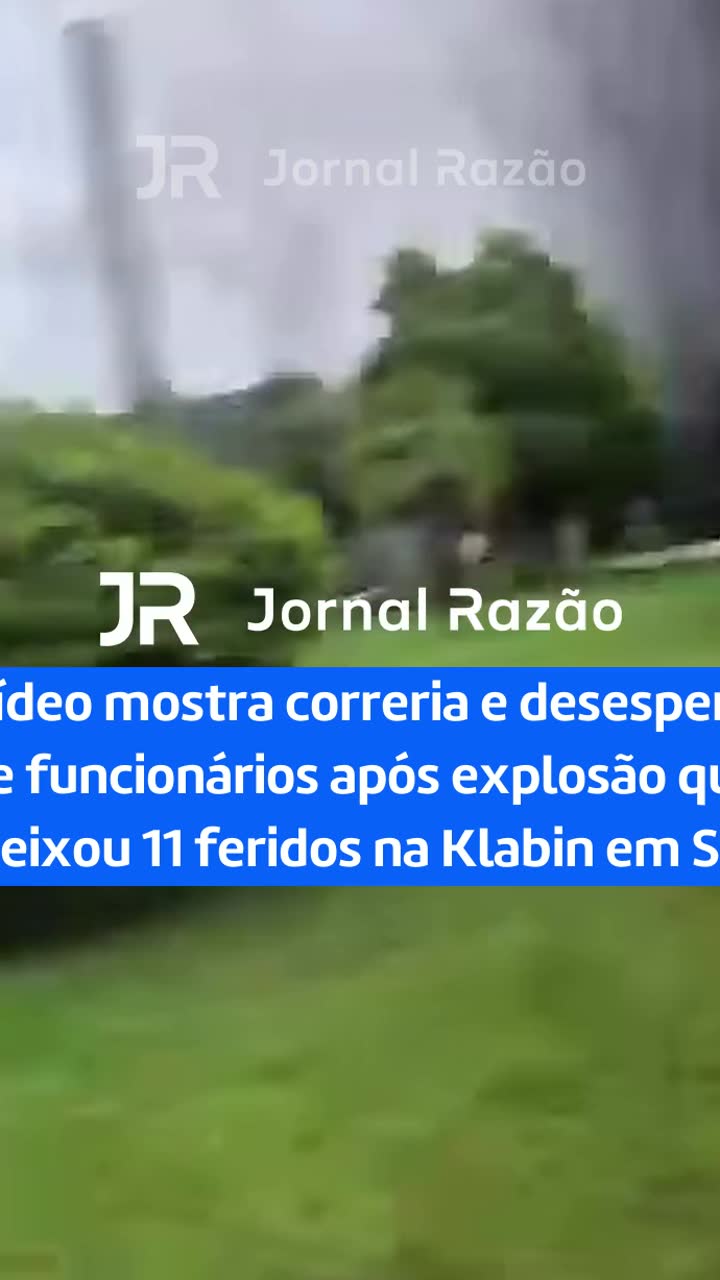 JR Jornal Razão
JR Jornal Razão
ídeo mostra correria e desesper
e funcionários após explosão qu
eixou 11 feridos na Klabin em S